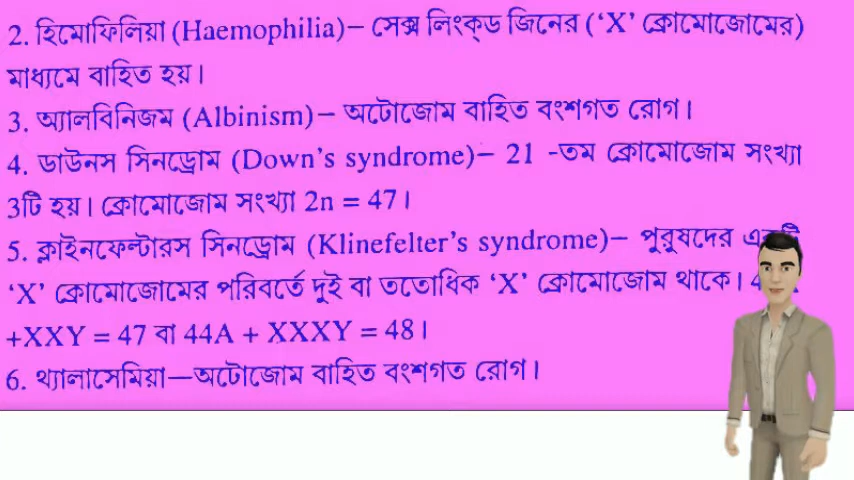 2. হিমোফিলিয়া (Haemophilia)– সেক্স লিংক্‌ড জিনের (‘X’ ক্রোমোজোমের)
মাধ্যমে বাহিত হয়।
3. অ্যালবিনিজম (Albinism)– অটোজোম বাহিত বংশগত রোগ।
4. ডাউনস সিনড্রোম (Down’s syndrome)– 21 -তম ক্রোমোজোম সংখ্যা
3টি হয়। ক্রোমোজোম সংখ্যা 2n = 47।
5. ক্লাইনফেল্টারস সিনড্রোম (Klinefelter’s syndrome)– পুরুষদের
‘X’ ক্রোমোজোমের পরিবর্তে দুই বা ততোধিক ‘X’ ক্রোমোজোম থাকে।
+XXY = 47 বা 44A + XXXY = 48।
6. থ্যালাসেমিয়া—অটোজোম বাহিত বংশগত রোগ।